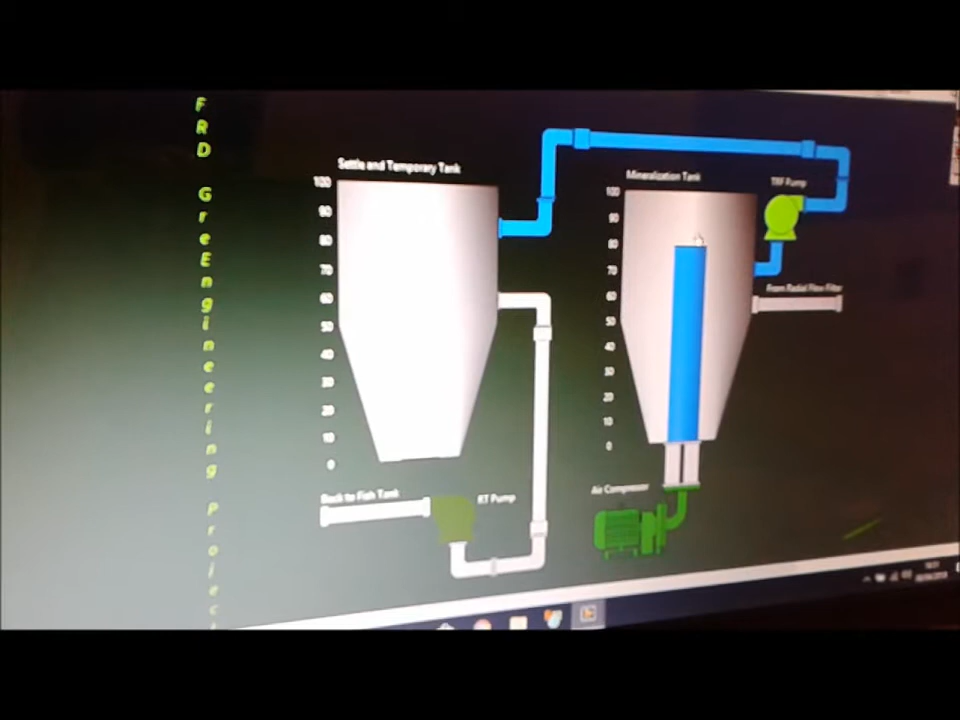 FRD GreEngineering Project
Settle and Temporary Tank
100
90
80
70
60
50
40
30
20
10
0
Mineralization Tank
100
90
80
70
60
50
40
30
20
10
0
TRF Pump
From Radial Flow Filter
Back to Fish Tank
RT Pump
Air Compressor